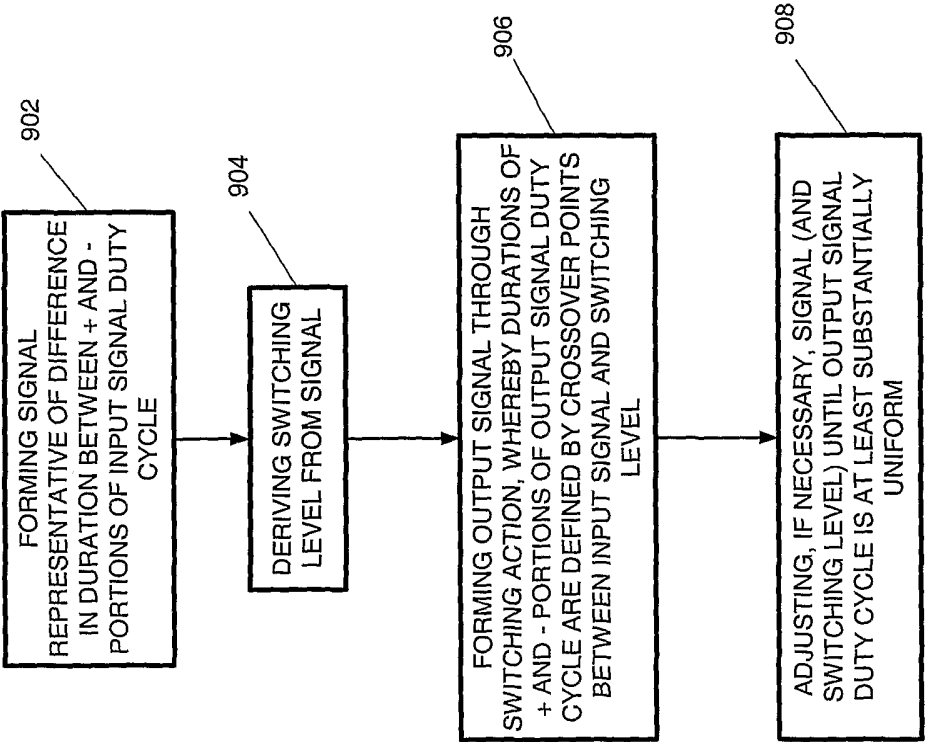 902
FORMING SIGNAL
REPRESENTATIVE OF DIFFERENCE
IN DURATION BETWEEN + AND -
PORTIONS OF INPUT SIGNAL DUTY
CYCLE
904
DERIVING SWITCHING
LEVEL FROM SIGNAL
906
FORMING OUTPUT SIGNAL THROUGH
SWITCHING ACTION, WHEREBY DURATIONS OF
+ AND - PORTIONS OF OUTPUT SIGNAL DUTY
CYCLE ARE DEFINED BY CROSSOVER POINTS
BETWEEN INPUT SIGNAL AND SWITCHING
LEVEL
908
ADJUSTING, IF NECESSARY, SIGNAL (AND
SWITCHING LEVEL) UNTIL OUTPUT SIGNAL
DUTY CYCLE IS AT LEAST SUBSTANTIALLY
UNIFORM